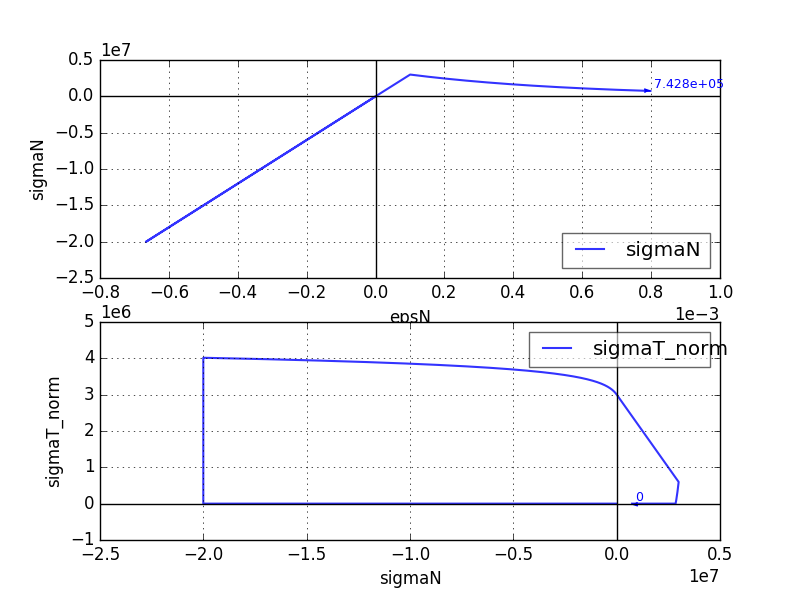 1e7
0.5
0.0
−0.5
−1.0
−1.5
−2.0
−2.5
sigmaN
7.428e+05
sigmaN
−0.8 −0.6 −0.4 −0.2 0.0 0.2 0.4 0.6 0.8 1.0
epsN
1e−3
1e6
5
4
3
2
1
0
−1
sigmaT_norm
sigmaT_norm
0
−2.5 −2.0 −1.5 −1.0 −0.5 0.0 0.5
sigmaN
1e7